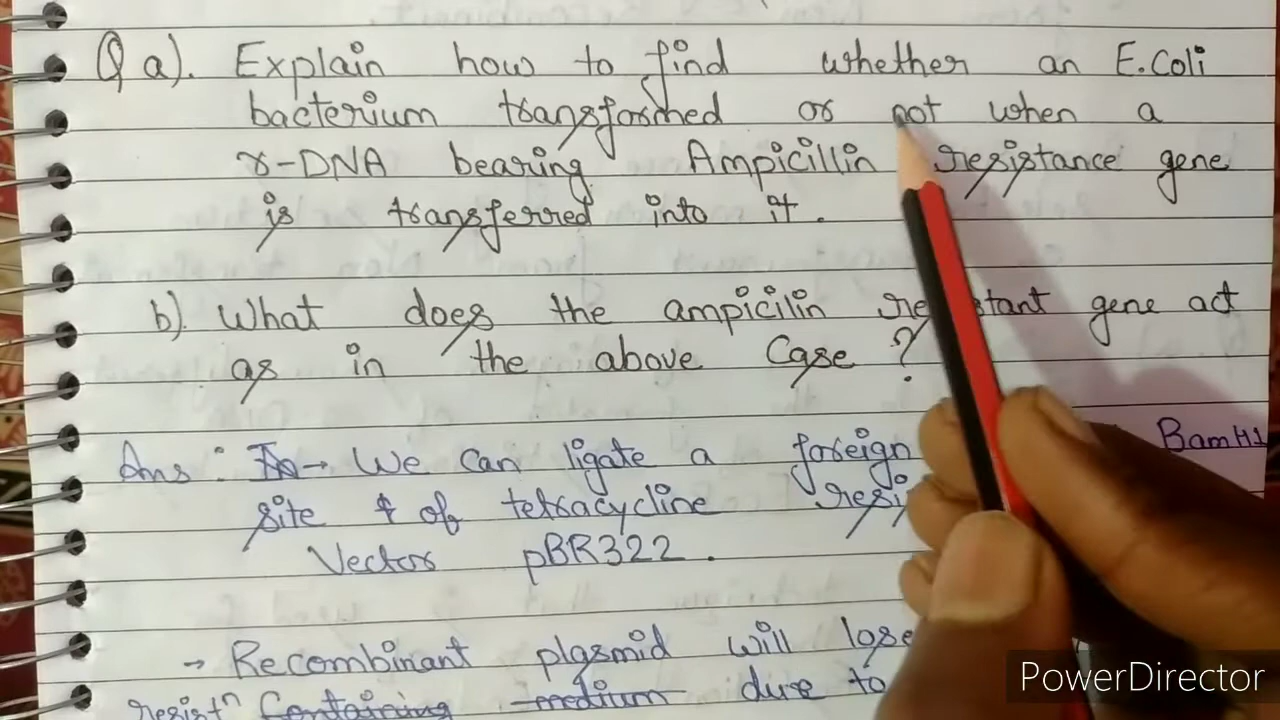 Q a). Explain how to find whether an E.Coli
bacterium transformed or not when a
r-DNA bearing Ampicillin resistance gene
is transferred into it.
b). What does the ampicilin gene act
as in the above Case ?
Ans : → We can ligate a foreign BamH1
site of tetracycline
Vector pBR322.
→ Recombinant plasmid will lose
resistn Containing medium due to
PowerDirector